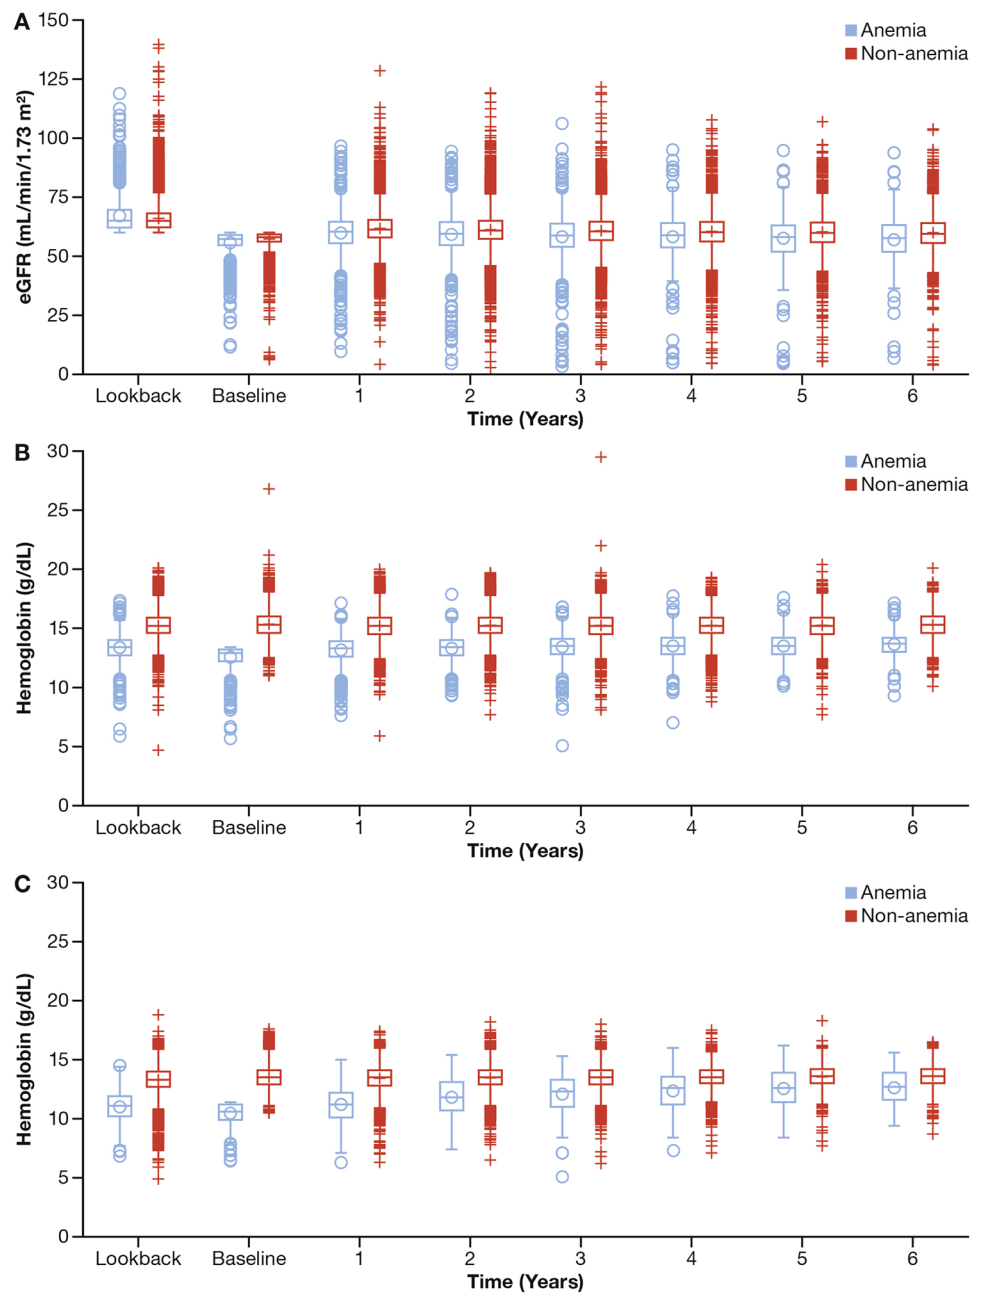 A
150
125
100
75
50
25
0
eGFR (mL/min/1.73 m²)
Anemia
Non-anemia
Lookback Baseline 1 2 3 4 5 6
Time (Years)
B
30
25
20
15
10
5
0
Hemoglobin (g/dL)
Anemia
Non-anemia
Lookback Baseline 1 2 3 4 5 6
Time (Years)
C
30
25
20
15
10
5
0
Hemoglobin (g/dL)
Anemia
Non-anemia
Lookback Baseline 1 2 3 4 5 6
Time (Years)